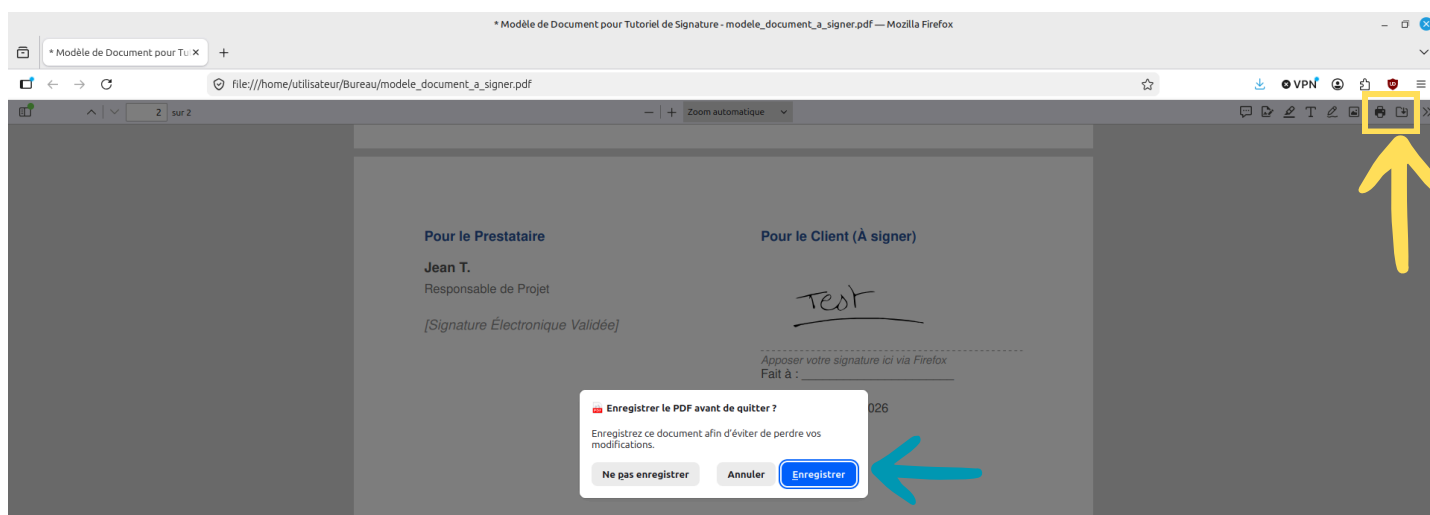 * Modèle de Document pour Tutoriel de Signature - modele_document_a_signer.pdf — Mozilla Firefox
* Modèle de Document pour Tu
file:///home/utilisateur/Bureau/modele_document_a_signer.pdf
VPN
2 sur 2
Zoom automatique
Pour le Prestataire
Pour le Client (À signer)
Jean T.
Responsable de Projet
Test
[Signature Électronique Validée]
Apposer votre signature ici via Firefox
Fait à :
026
Enregistrer le PDF avant de quitter ?
Enregistrez ce document afin d'éviter de perdre vos
modifications.
Ne pas enregistrer
Annuler
Enregistrer